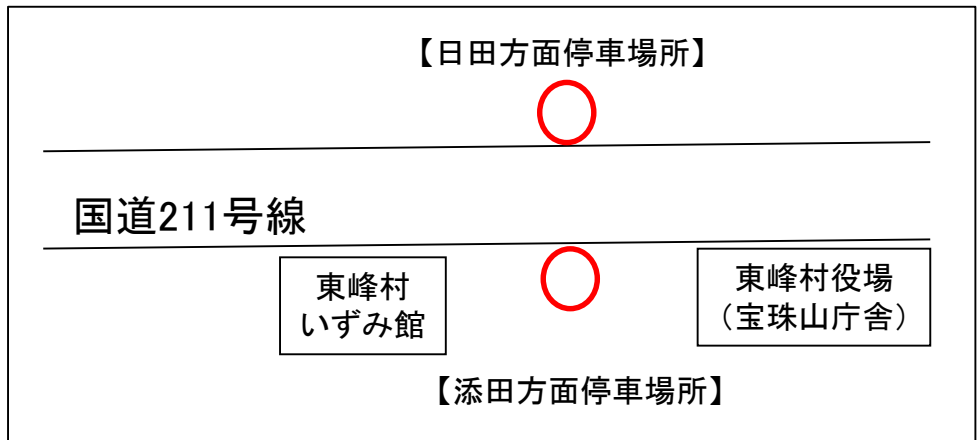 【日田方面停車場所】
国道211号線
東峰村
いずみ館
東峰村役場
（宝珠山庁舎）
【添田方面停車場所】